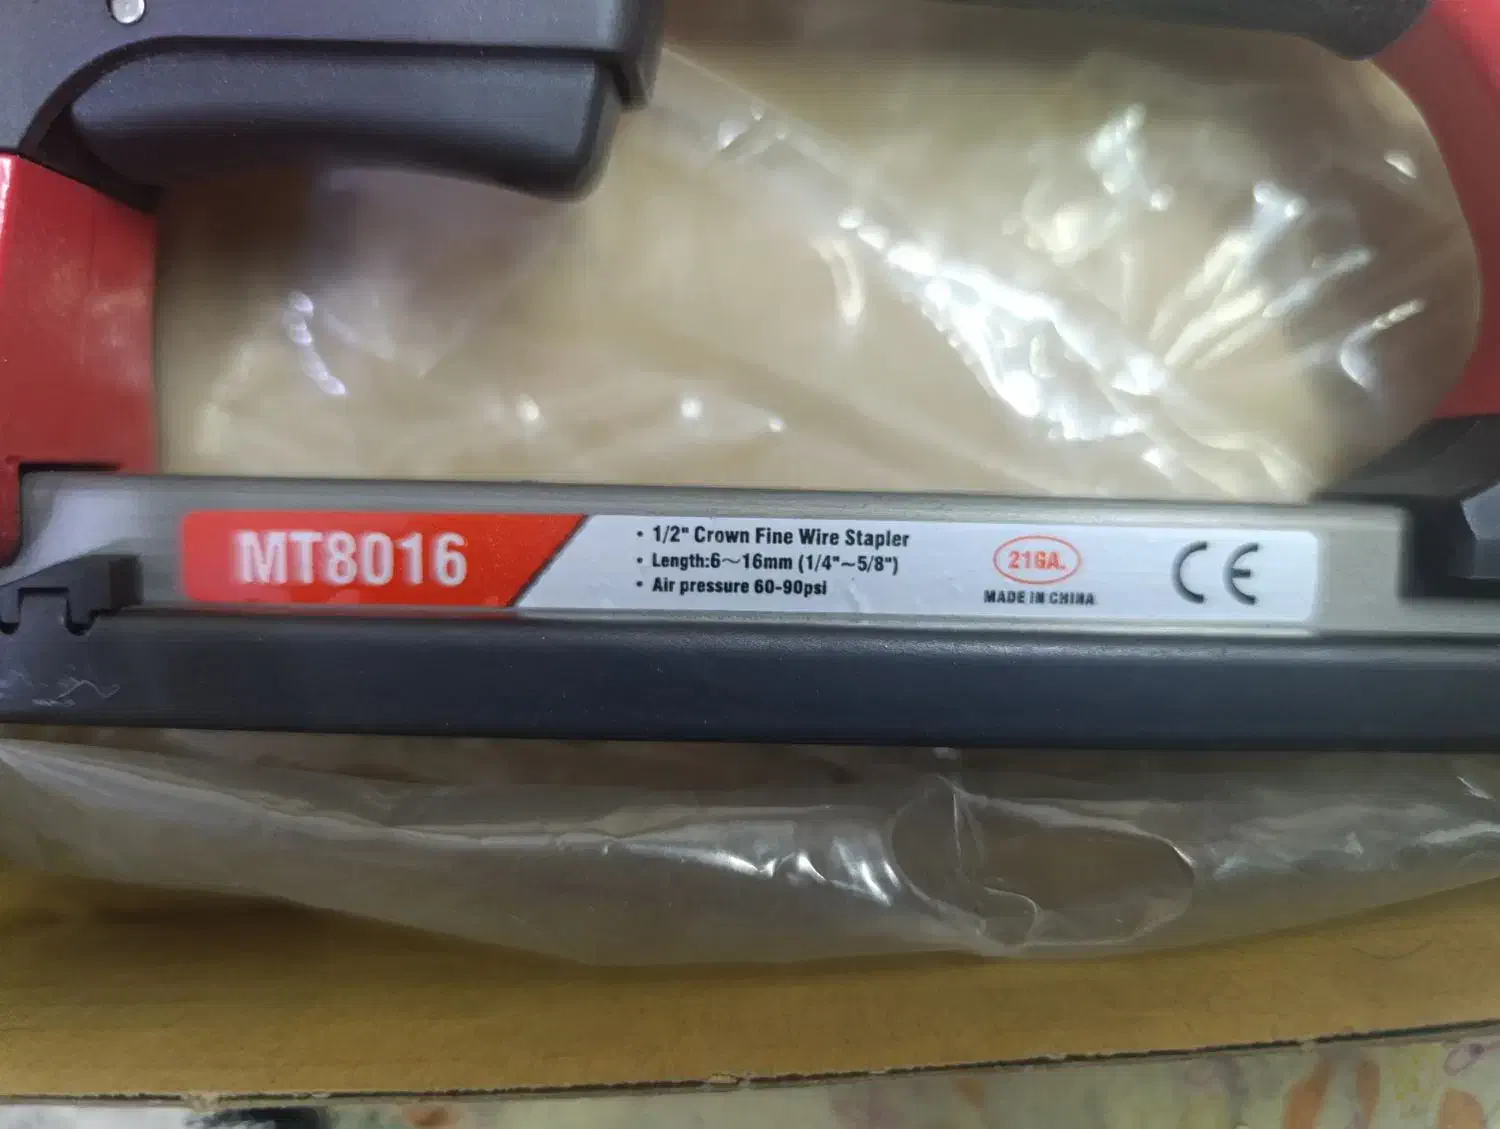 MT8016
• 1/2" Crown Fine Wire Stapler
• Length:6~16mm (1/4"~5/8")
• Air pressure 60-90psi
21GA.
MADE IN CHINA
CE